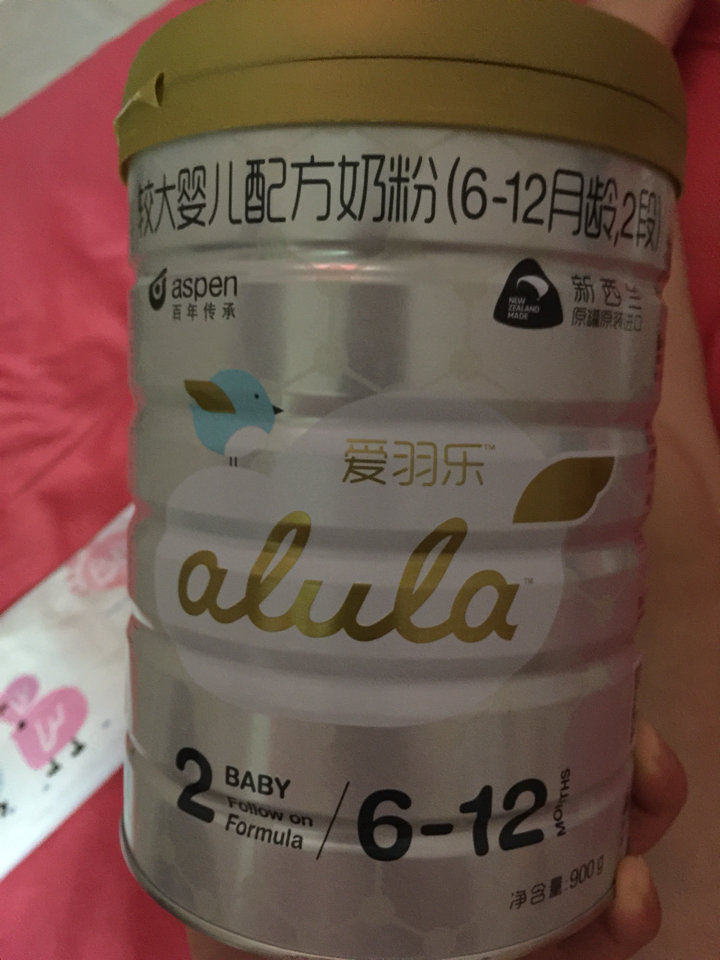 较大婴儿配方奶粉(6-12月龄,2段)
aspen
百年传承
NEW
ZEALAND
MADE
新西兰
原罐原装进口
爱羽乐™
alula™
2 BABY
Follow on
Formula
6-12 MONTHS
净含量:900g